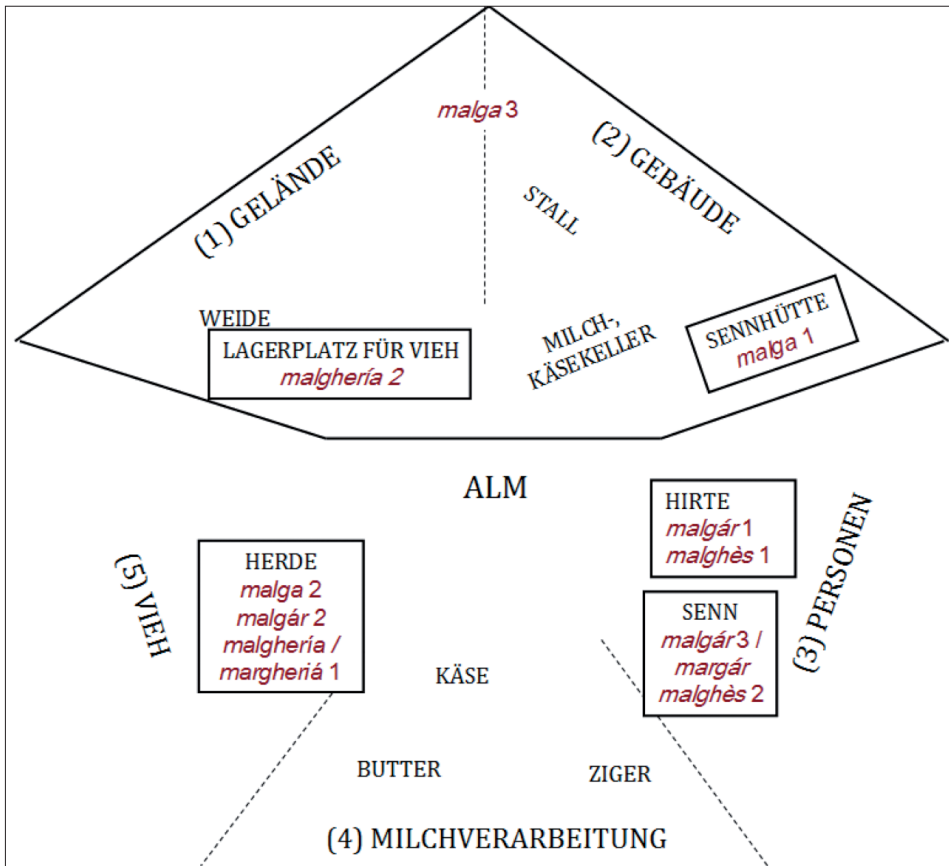 malga 3
(1) GELÄNDE
(2) GEBÄUDE
STALL
WEIDE
LAGERPLATZ FÜR VIEH
malghería 2
MILCH-,
KÄSEKELLER
SENNHÜTTE
malga 1
ALM
HIRTE
malgár 1
malghès 1
(3) PERSONEN
SENN
malgár 3 /
margár
malghès 2
(5) VIEH
HERDE
malga 2
malgár 2
malghería /
margheriá 1
KÄSE
BUTTER
ZIGER
(4) MILCHVERARBEITUNG